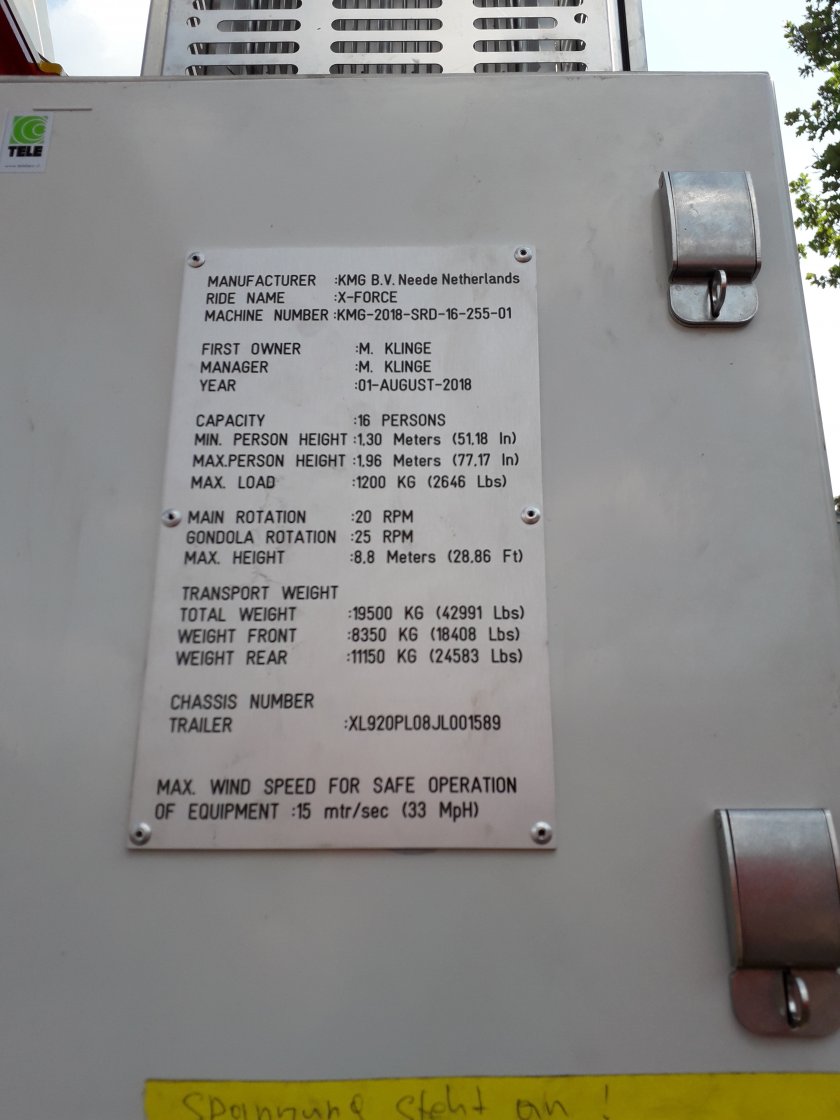 TELE
MANUFACTURER :KMG B.V. Neede Netherlands
RIDE NAME :X-FORCE
MACHINE NUMBER :KMG-2018-SRD-16-255-01
FIRST OWNER :M. KLINGE
MANAGER :M. KLINGE
YEAR :01-AUGUST-2018
CAPACITY :16 PERSONS
MIN. PERSON HEIGHT :1,30 Meters (51,18 In)
MAX.PERSON HEIGHT :1,96 Meters (77,17 In)
MAX. LOAD :1200 KG (2646 Lbs)
MAIN ROTATION :20 RPM
GONDOLA ROTATION :25 RPM
MAX. HEIGHT :8,8 Meters (28,86 Ft)
TRANSPORT WEIGHT
TOTAL WEIGHT :19500 KG (42991 Lbs)
WEIGHT FRONT :8350 KG (18408 Lbs)
WEIGHT REAR :11150 KG (24583 Lbs)
CHASSIS NUMBER
TRAILER :XL920PL08JL001589
MAX. WIND SPEED FOR SAFE OPERATION
OF EQUIPMENT :15 mtr/sec (33 MpH)
Spannung steht an !